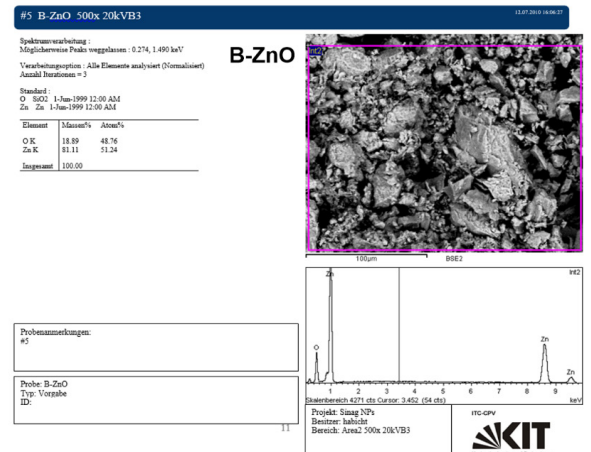 #5 B-ZnO 500x 20kVB3
12.07.2010 16:06:27
Spektrumverarbeitung :
Möglicherweise Peaks weggelassen : 0.274, 1.490 keV
Verarbeitungsoption : Alle Elemente analysiert (Normalisiert)
Anzahl Iterationen = 3
Standard :
O SiO2 1-Jun-1999 12:00 AM
Zn Zn 1-Jun-1999 12:00 AM
Element Massen% Atom%
O K 18.89 48.76
Zn K 81.11 51.24
Insgesamt 100.00
B-ZnO
Int2
100µm BSE2
Int2
Zn
O
Zn
Zn
1 2 3 4 5 6 7 8 9
Skalenbereich 4271 cts Cursor: 3.452 (54 cts) keV
Probenanmerkungen:
#5
Probe: B-ZnO
Typ: Vorgabe
ID:
11
Projekt: Sinag NPs
Besitzer: habicht
Bereich: Area2 500x 20kVB3
ITC-CPV
KIT